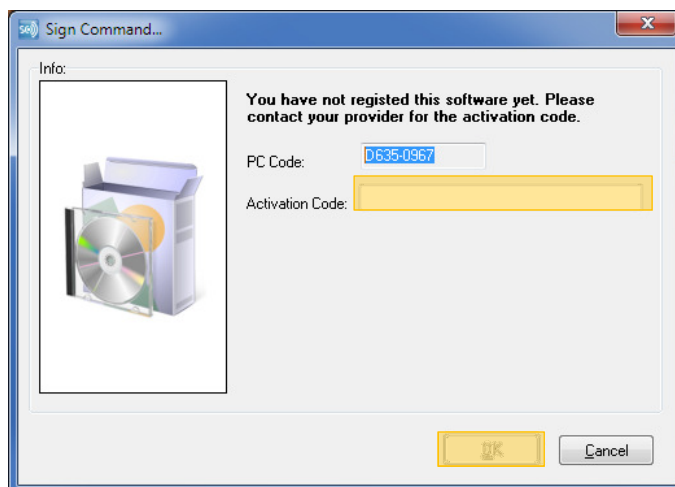 Sign Command...
Info:
You have not registed this software yet. Please
contact your provider for the activation code.
PC Code:
D635-0967
Activation Code:
OK
Cancel